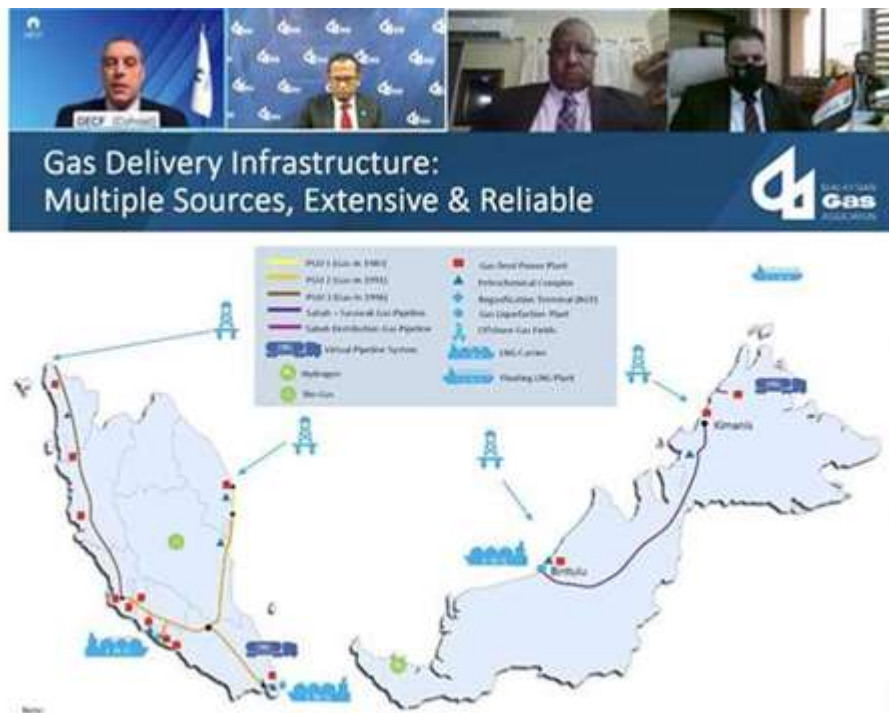 GECF
Gas Delivery Infrastructure:
Multiple Sources, Extensive & Reliable
MALAYSIAN
Gas
ASSOCIATION
Gas-fired Power Plant
Petrochemical Complex
Regasification Terminal (RGT)
Gas Liquefaction Plant
Offshore Gas Fields
Sabah - Sarawak Gas Pipeline
Sabah Distribution Gas Pipeline
Virtual Pipeline System
LNG Carrier
Hydrogen
Floating LNG Plant
Bio-Gas
Kimanis
Bintulu